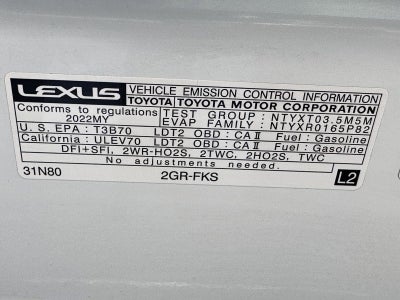 LEXUS VEHICLE EMISSION CONTROL INFORMATION
TOYOTA TOYOTA MOTOR CORPORATION
Conforms to regulations 2022MY
TEST GROUP : NTYXT03.5M5M
EVAP FAMILY : NTYXR0165P82
U. S. EPA : T3B70 LDT2 OBD : CA II Fuel : Gasoline
California : ULEV70 LDT2 OBD : CA II Fuel : Gasoline
DFI+SFI, 2WR-HO2S, 2TWC, 2HO2S, TWC
No adjustments needed.
31N80 2GR-FKS L2